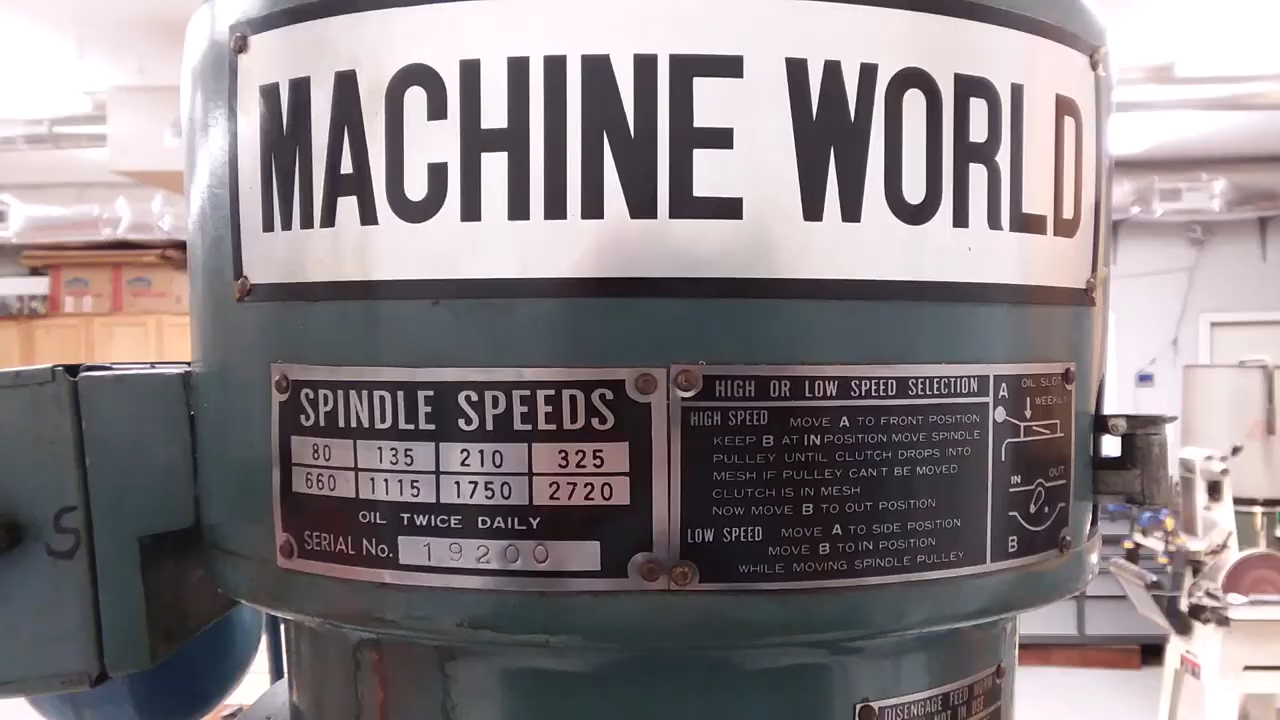 MACHINE WORLD
SPINDLE SPEEDS
80 135 210 325
660 1115 1750 2720
OIL TWICE DAILY
SERIAL No. 19200
HIGH OR LOW SPEED SELECTION
HIGH SPEED MOVE A TO FRONT POSITION
KEEP B AT IN POSITION MOVE SPINDLE
PULLEY UNTIL CLUTCH DROPS INTO
MESH IF PULLEY CAN'T BE MOVED
CLUTCH IS IN MESH
NOW MOVE B TO OUT POSITION
LOW SPEED MOVE A TO SIDE POSITION
MOVE B TO IN POSITION
WHILE MOVING SPINDLE PULLEY
A
OIL SLOT
WEEKLY
IN OUT
B
DISENGAGE FEED WORM
NOT IN USE
S